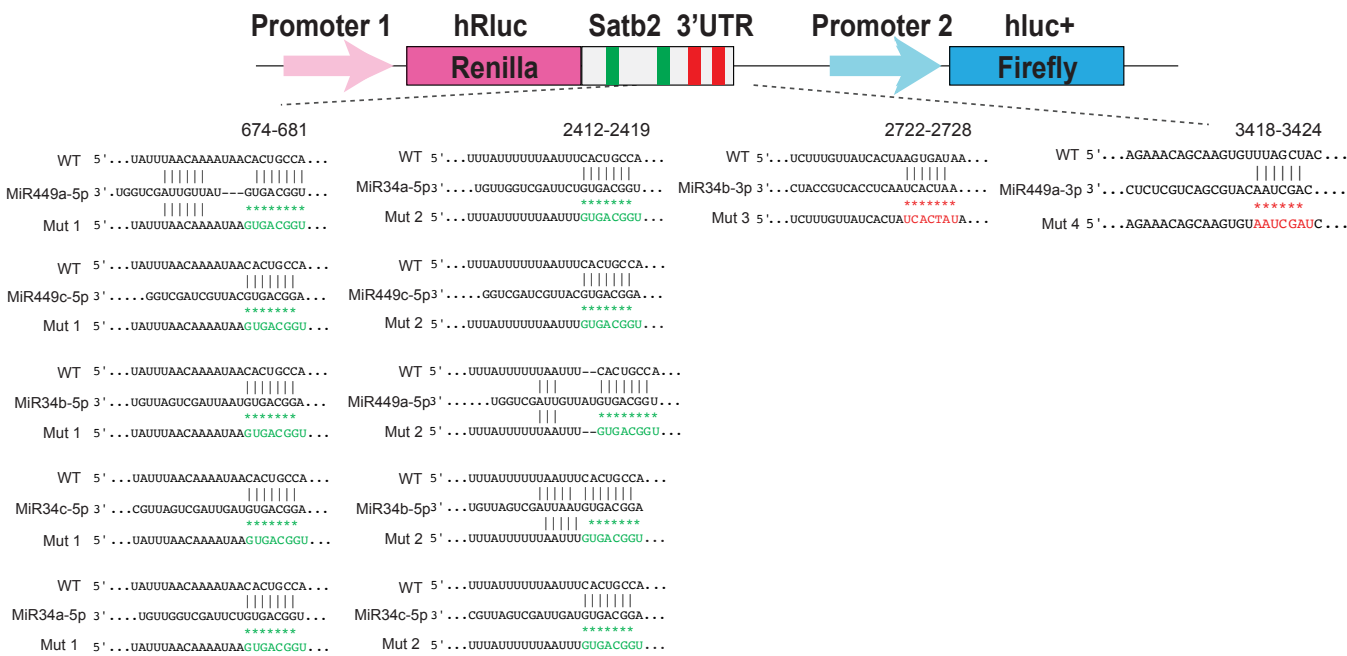 Promoter 1 hRluc Satb2 3'UTR Promoter 2 hluc+
Renilla Firefly
674-681
WT 5'...UAUUUAACAAAAUAACACUGCCA...
MiR449a-5p 3'.UGGUCGAUUGUUAU---GUGACGGU...
********
Mut 1 5'...UAUUUAACAAAAUAAGUGACGGU...
WT 5'...UAUUUAACAAAAUAACACUGCCA...
MiR449c-5p 3'.....GGUCGAUCGUUACGUGACGGA...
*******
Mut 1 5'...UAUUUAACAAAAUAAGUGACGGU...
WT 5'...UAUUUAACAAAAUAACACUGCCA...
MiR34b-5p 3'...UGUUAGUCGAUUAAUGUGACGGA...
*******
Mut 1 5'...UAUUUAACAAAAUAAGUGACGGU...
WT 5'...UAUUUAACAAAAUAACACUGCCA...
MiR34c-5p 3'...CGUUAGUCGAUUGAUGUGACGGA...
*******
Mut 1 5'...UAUUUAACAAAAUAAGUGACGGU...
WT 5'...UAUUUAACAAAAUAACACUGCCA...
MiR34a-5p 3'....UGUUGGUCGAUUCUGUGACGGU...
*******
Mut 1 5'...UAUUUAACAAAAUAAGUGACGGU...
2412-2419
WT 5'...UUUAUUUUUUAAUUUCACUGCCA...
MiR34a-5p 3'....UGUUGGUCGAUUCUGUGACGGU...
*******
Mut 2 5'...UUUAUUUUUUAAUUUGUGACGGU...
WT 5'...UUUAUUUUUUAAUUUCACUGCCA...
MiR449c-5p 3'.....GGUCGAUCGUUACGUGACGGA...
*******
Mut 2 5'...UUUAUUUUUUAAUUUGUGACGGU...
WT 5'...UUUAUUUUUUAAUUU--CACUGCCA...
MiR449a-5p 3'......UGGUCGAUUGUUAUGUGACGGU...
********
Mut 2 5'...UUUAUUUUUUAAUUU--GUGACGGU...
WT 5'...UUUAUUUUUUAAUUUCACUGCCA...
MiR34b-5p 3'...UGUUAGUCGAUUAAUGUGACGGA
*******
Mut 2 5'...UUUAUUUUUUAAUUUGUGACGGU...
WT 5'...UUUAUUUUUUAAUUUCACUGCCA...
MiR34c-5p 3'...CGUUAGUCGAUUGAUGUGACGGA...
*******
Mut 2 5'...UUUAUUUUUUAAUUUGUGACGGU...
2722-2728
WT 5'...UCUUUGUUAUCACUAAGUGAUAA...
MiR34b-3p 3'...CUACCGUCACCUCAAUCACUAA...
*******
Mut 3 5'...UCUUUGUUAUCACUAUCACUAUA...
3418-3424
WT 5'...AGAAACAGCAAGUGUUUAGCUAC...
MiR449a-3p 3'...CUCUCGUCAGCGUACAAUCGAC....
******
Mut 4 5'...AGAAACAGCAAGUGUAAUCGAUC...